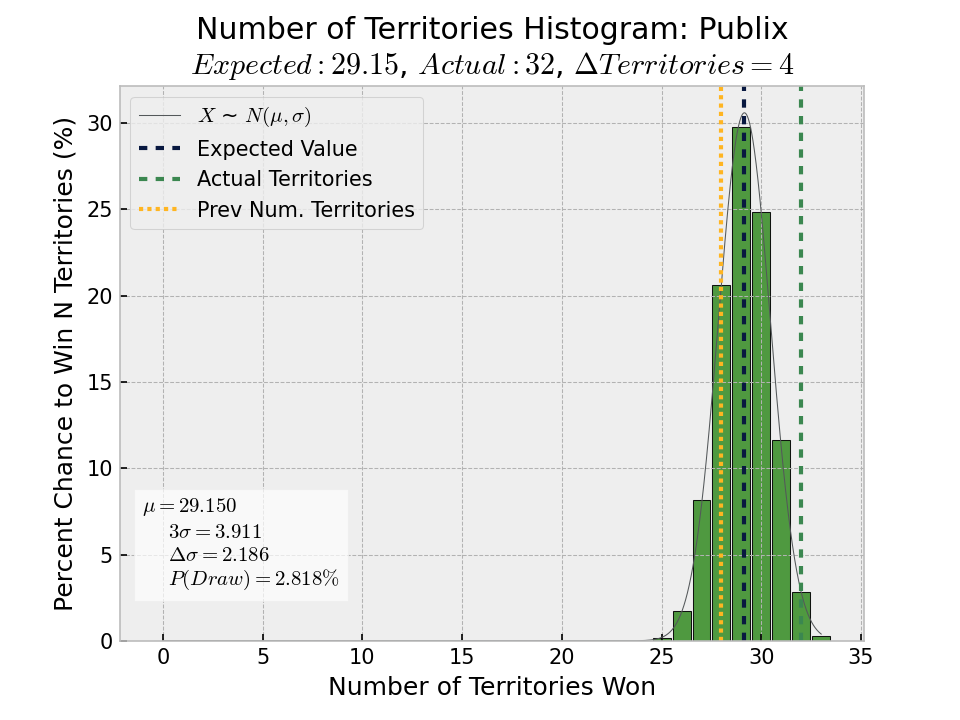 Number of Territories Histogram: Publix
Expected : 29.15, Actual : 32, ΔTerritories = 4
X ~ N(μ, σ)
Expected Value
Actual Territories
Prev Num. Territories
Percent Chance to Win N Territories (%)
30
25
20
15
10
5
0
μ = 29.150
3σ = 3.911
Δσ = 2.186
P(Draw) = 2.818%
0 5 10 15 20 25 30 35
Number of Territories Won